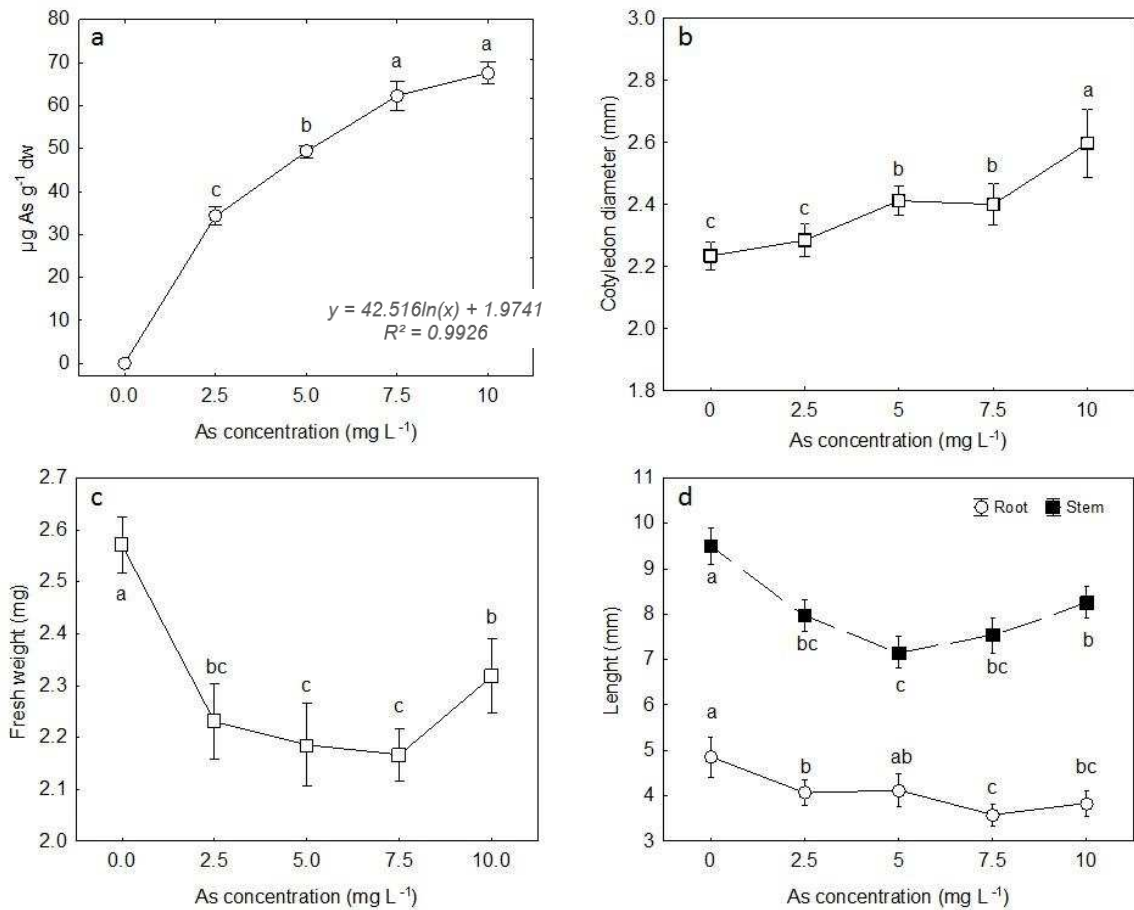 a
80
70
60
50
40
30
20
10
0
µg As g⁻¹ dw
c
b
a
a
y = 42.516ln(x) + 1.9741
R² = 0.9926
0.0 2.5 5.0 7.5 10
As concentration (mg L⁻¹)
b
3.0
2.8
2.6
2.4
2.2
2.0
1.8
Cotyledon diameter (mm)
c
c
b
b
a
0 2.5 5 7.5 10
As concentration (mg L⁻¹)
c
2.7
2.6
2.5
2.4
2.3
2.2
2.1
2.0
Fresh weight (mg)
a
bc
c
c
b
0.0 2.5 5.0 7.5 10.0
As concentration (mg L⁻¹)
d
11
10
9
8
7
6
5
4
3
Lenght (mm)
Root Stem
a
bc
c
bc
b
a
b
ab
c
bc
0 2.5 5 7.5 10
As concentration (mg L⁻¹)